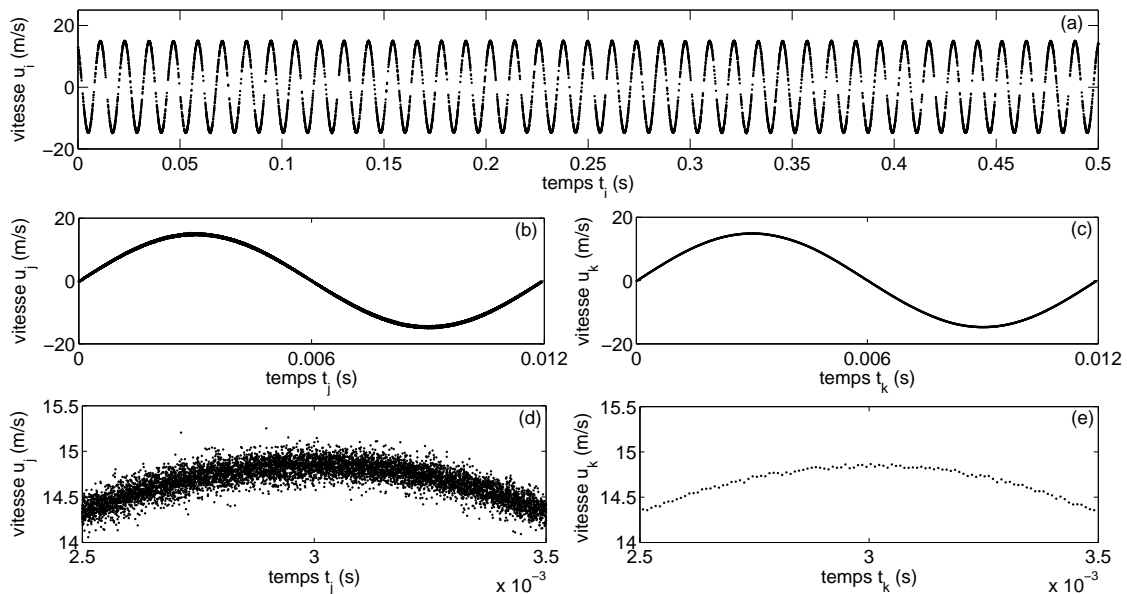 (a)
vitesse u_i (m/s)
20
0
−20
0 0.05 0.1 0.15 0.2 0.25 0.3 0.35 0.4 0.45 0.5
temps t_i (s)
(b)
vitesse u_j (m/s)
20
0
−20
0 0.006 0.012
temps t_j (s)
(c)
vitesse u_k (m/s)
20
0
−20
0 0.006 0.012
temps t_k (s)
(d)
vitesse u_j (m/s)
15.5
15
14.5
14
2.5 3 3.5
temps t_j (s)
x 10^−3
(e)
vitesse u_k (m/s)
15.5
15
14.5
14
2.5 3 3.5
temps t_k (s)
x 10^−3